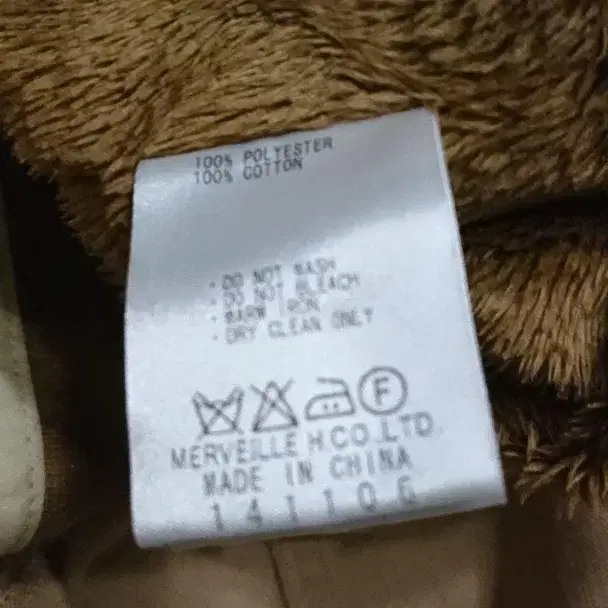 100% POLYESTER
100% COTTON
· DO NOT WASH
· DO NOT BLEACH
· WARM IRON
· DRY CLEAN ONLY
F
MERVEILLE H.CO.LTD.
MADE IN CHINA
141106